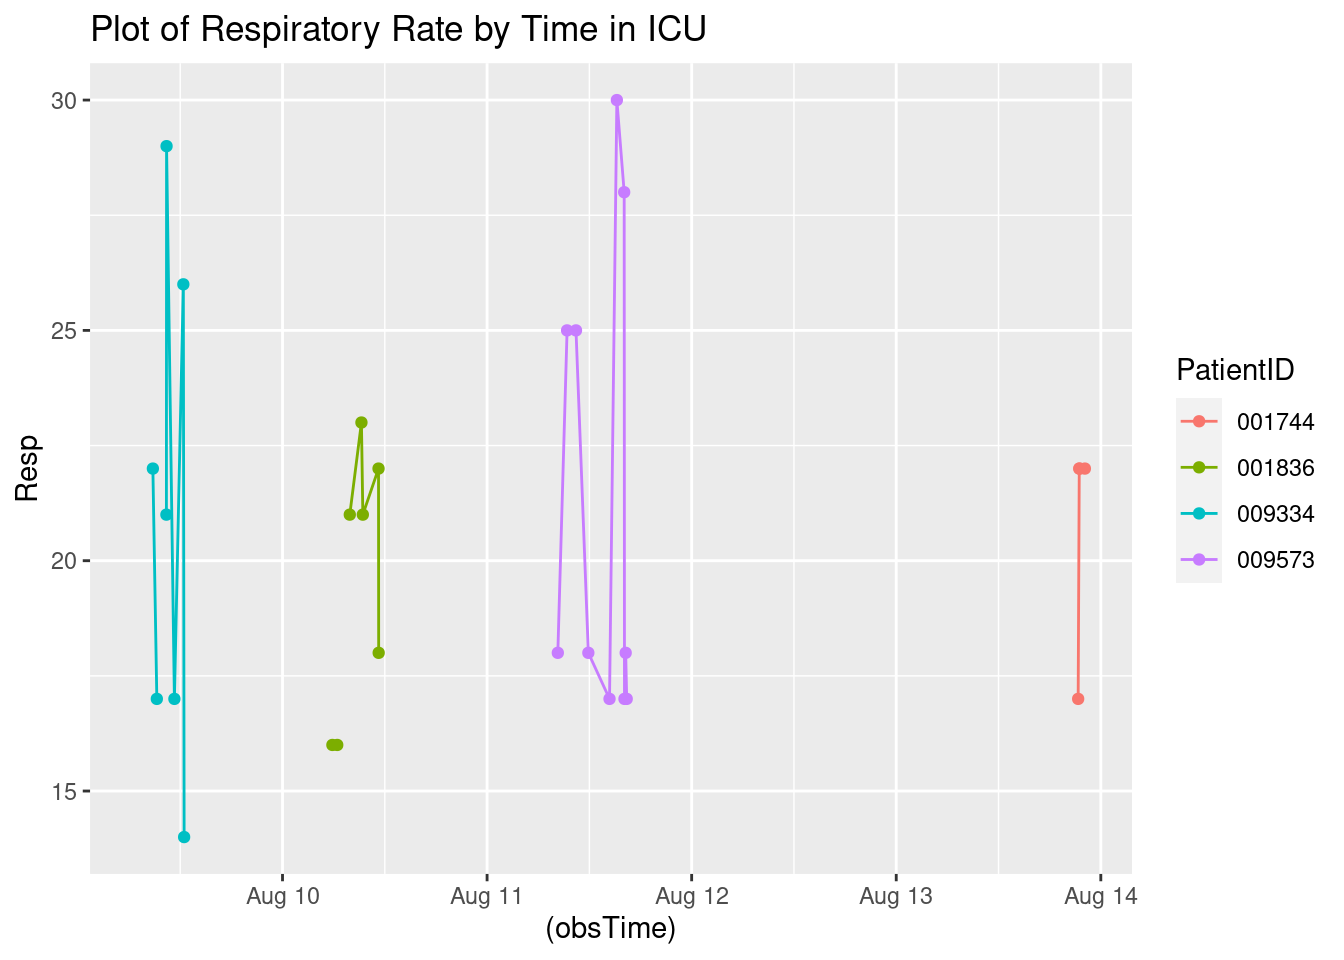 Plot of Respiratory Rate by Time in ICU
30
25
20
15
Resp
Aug 10
Aug 11
Aug 12
Aug 13
Aug 14
(obsTime)
PatientID
001744
001836
009334
009573